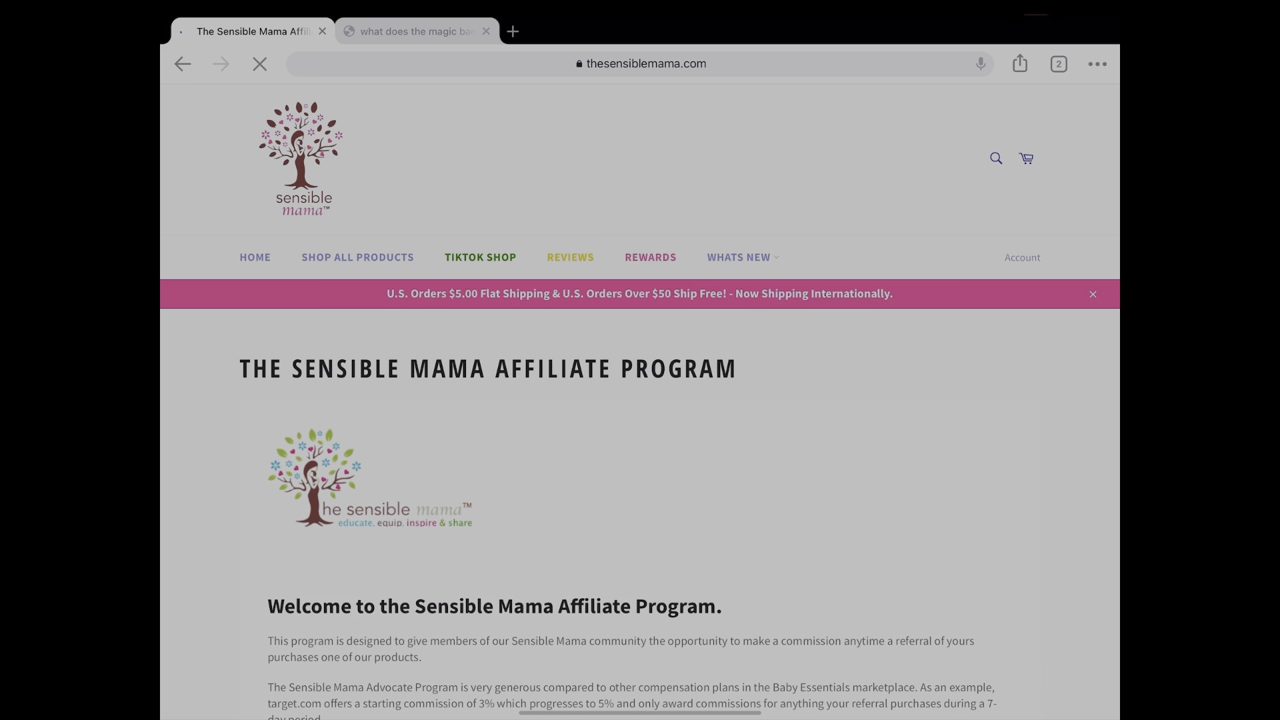 The Sensible Mama Affili
what does the magic ba
thesensiblemama.com
2
sensible
mama™
HOME SHOP ALL PRODUCTS TIKTOK SHOP REVIEWS REWARDS WHATS NEW Account
U.S. Orders $5.00 Flat Shipping & U.S. Orders Over $50 Ship Free! - Now Shipping Internationally.
THE SENSIBLE MAMA AFFILIATE PROGRAM
he sensible mama™
educate, equip, inspire & share
Welcome to the Sensible Mama Affiliate Program.
This program is designed to give members of our Sensible Mama community the opportunity to make a commission anytime a referral of yours
purchases one of our products.
The Sensible Mama Advocate Program is very generous compared to other compensation plans in the Baby Essentials marketplace. As an example,
target.com offers a starting commission of 3% which progresses to 5% and only award commissions for anything your referral purchases during a 7-
day period